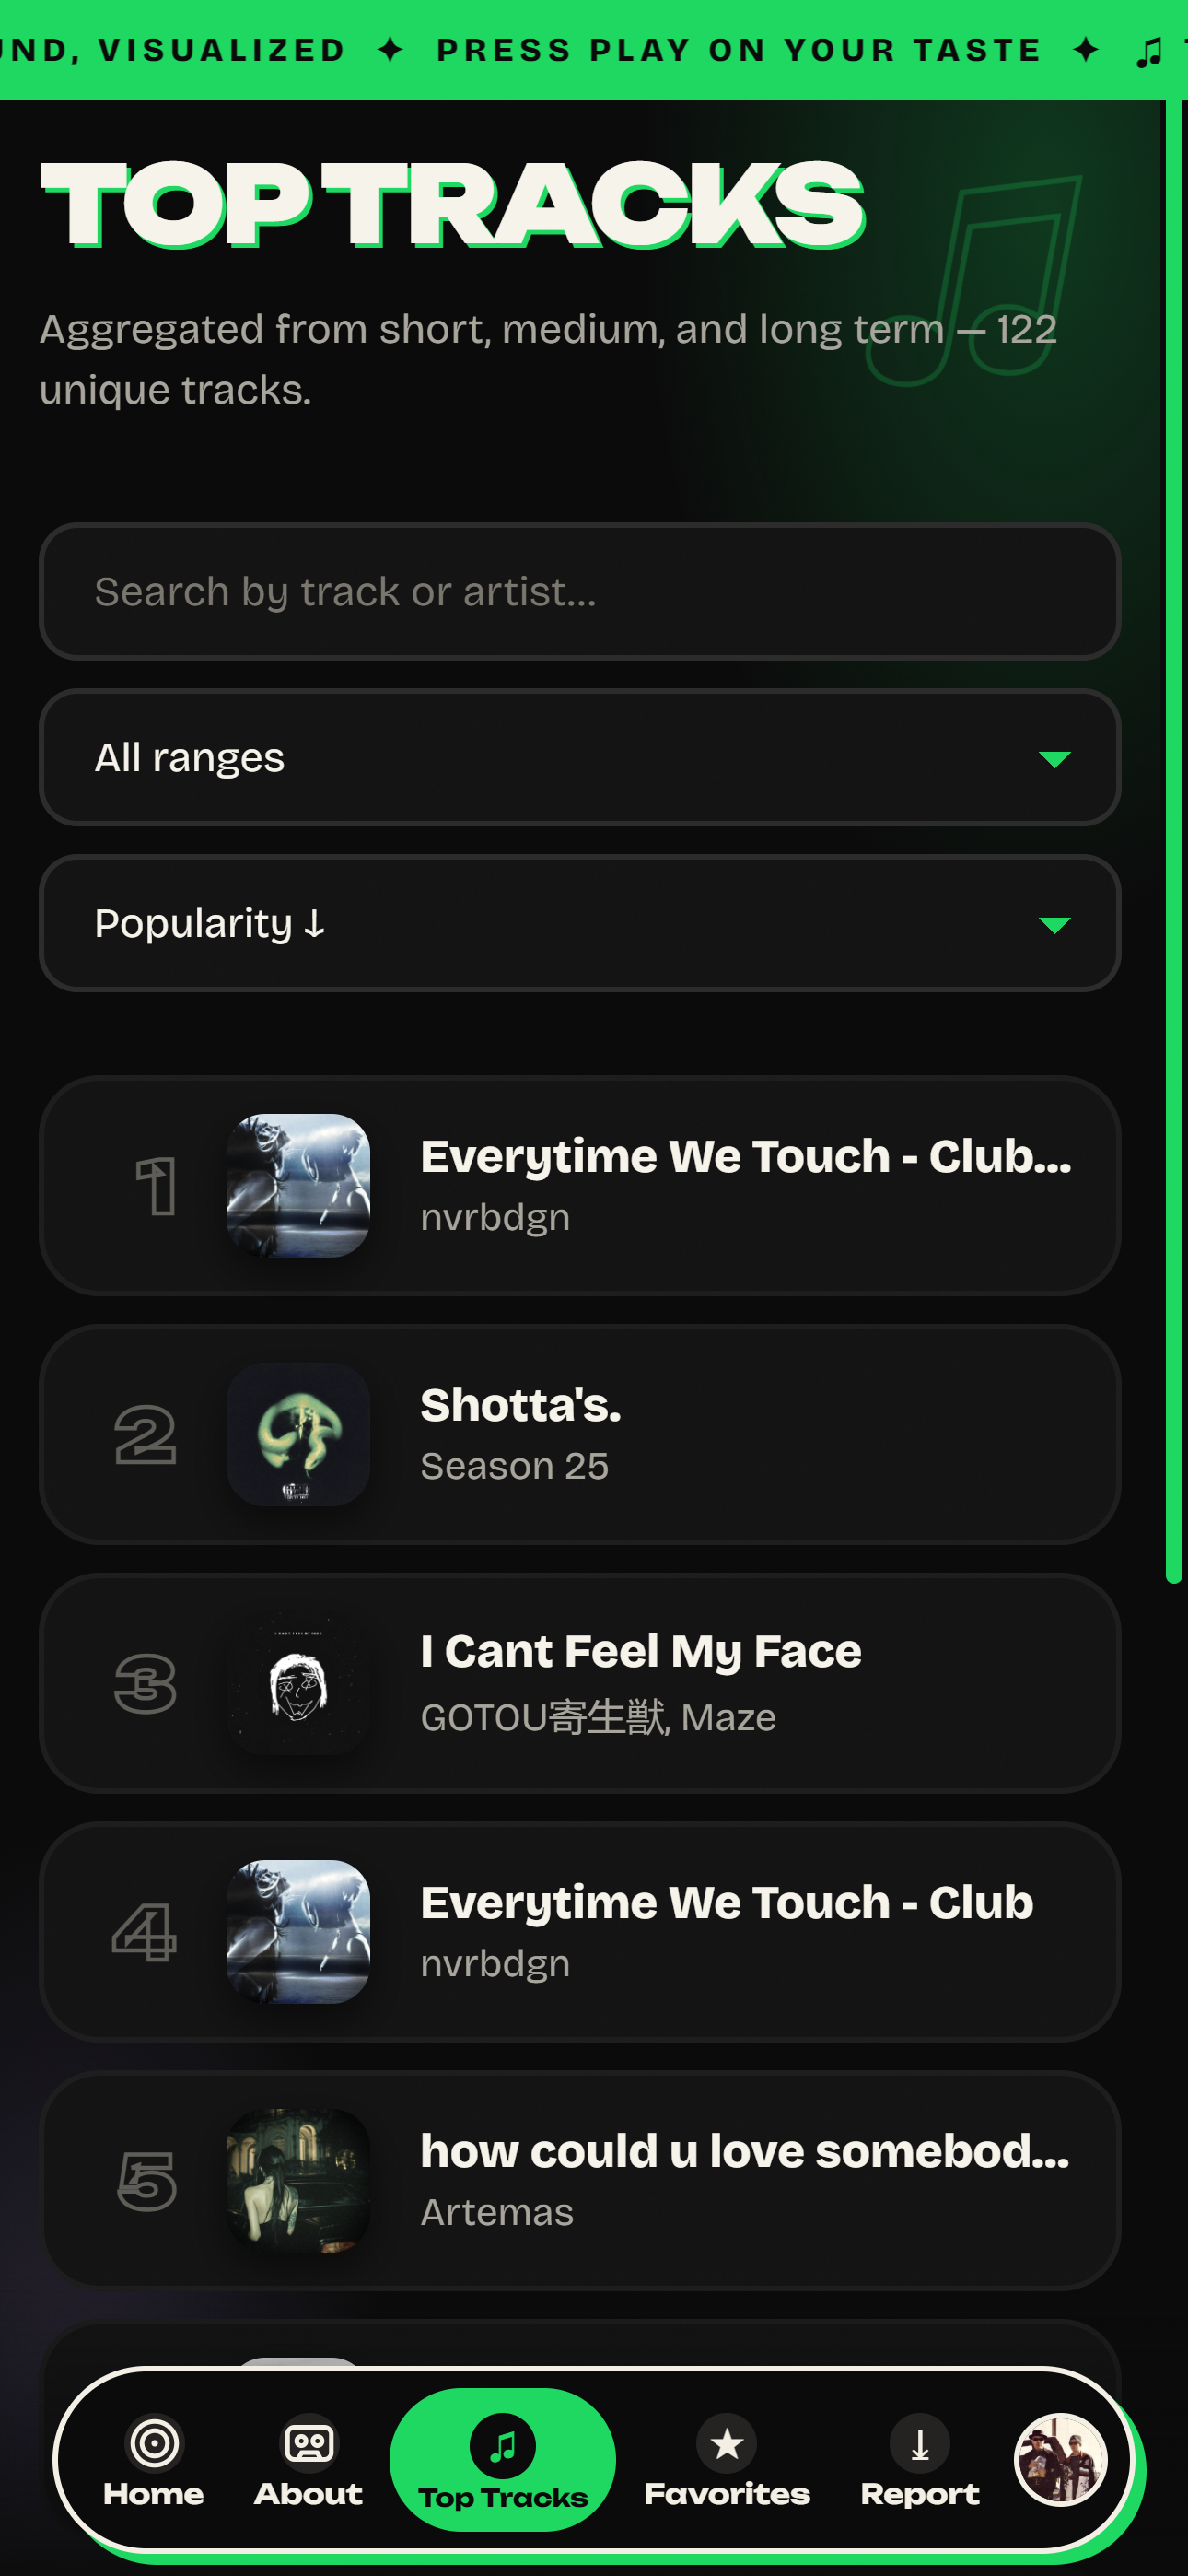 UND, VISUALIZED ✦ PRESS PLAY ON YOUR TASTE ✦ ♫
TOP TRACKS
Aggregated from short, medium, and long term — 122
unique tracks.
Search by track or artist...
All ranges
Popularity ↓
1
Everytime We Touch - Club...
nvrbdgn
2
Shotta's.
Season 25
3
I Cant Feel My Face
GOTOU寄生獣, Maze
4
Everytime We Touch - Club
nvrbdgn
5
how could u love somebod...
Artemas
Home About Top Tracks Favorites Report